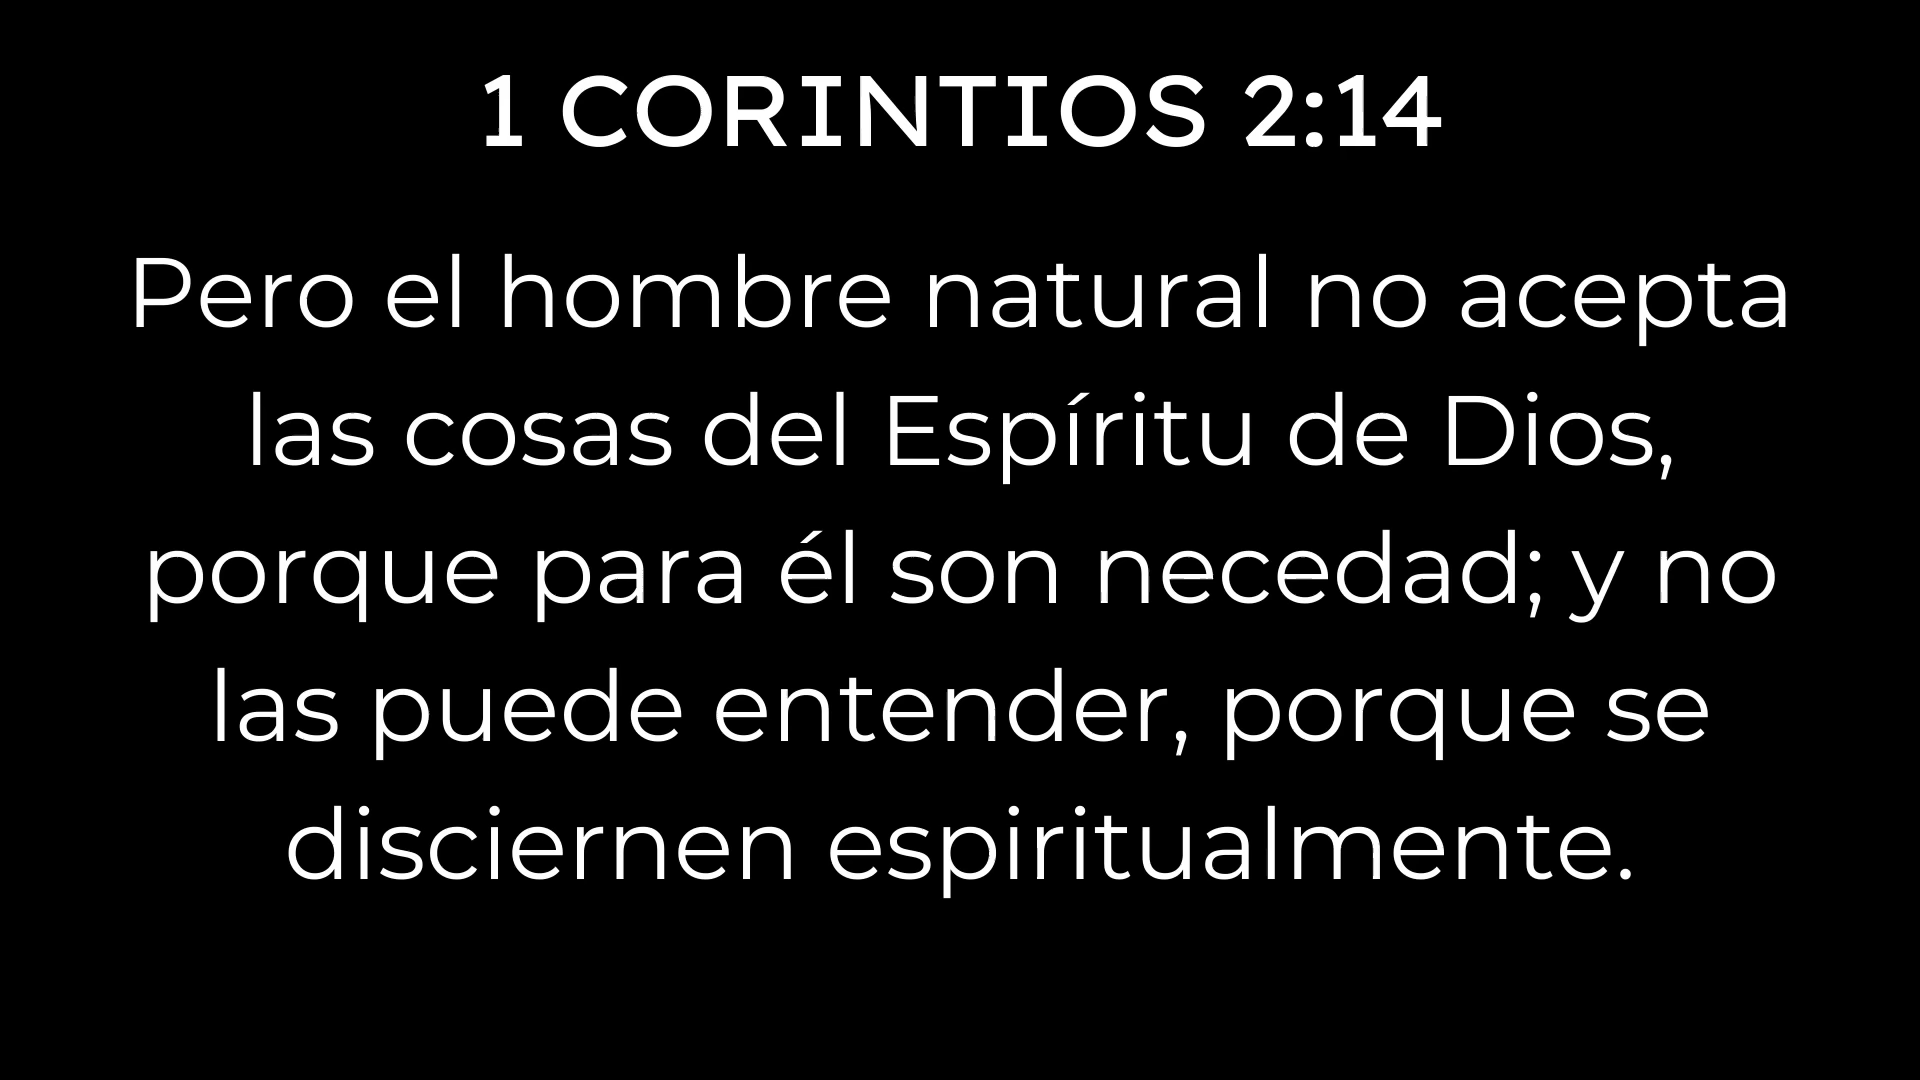 1 CORINTIOS 2:14
Pero el hombre natural no acepta
las cosas del Espíritu de Dios,
porque para él son necedad; y no
las puede entender, porque se
disciernen espiritualmente.